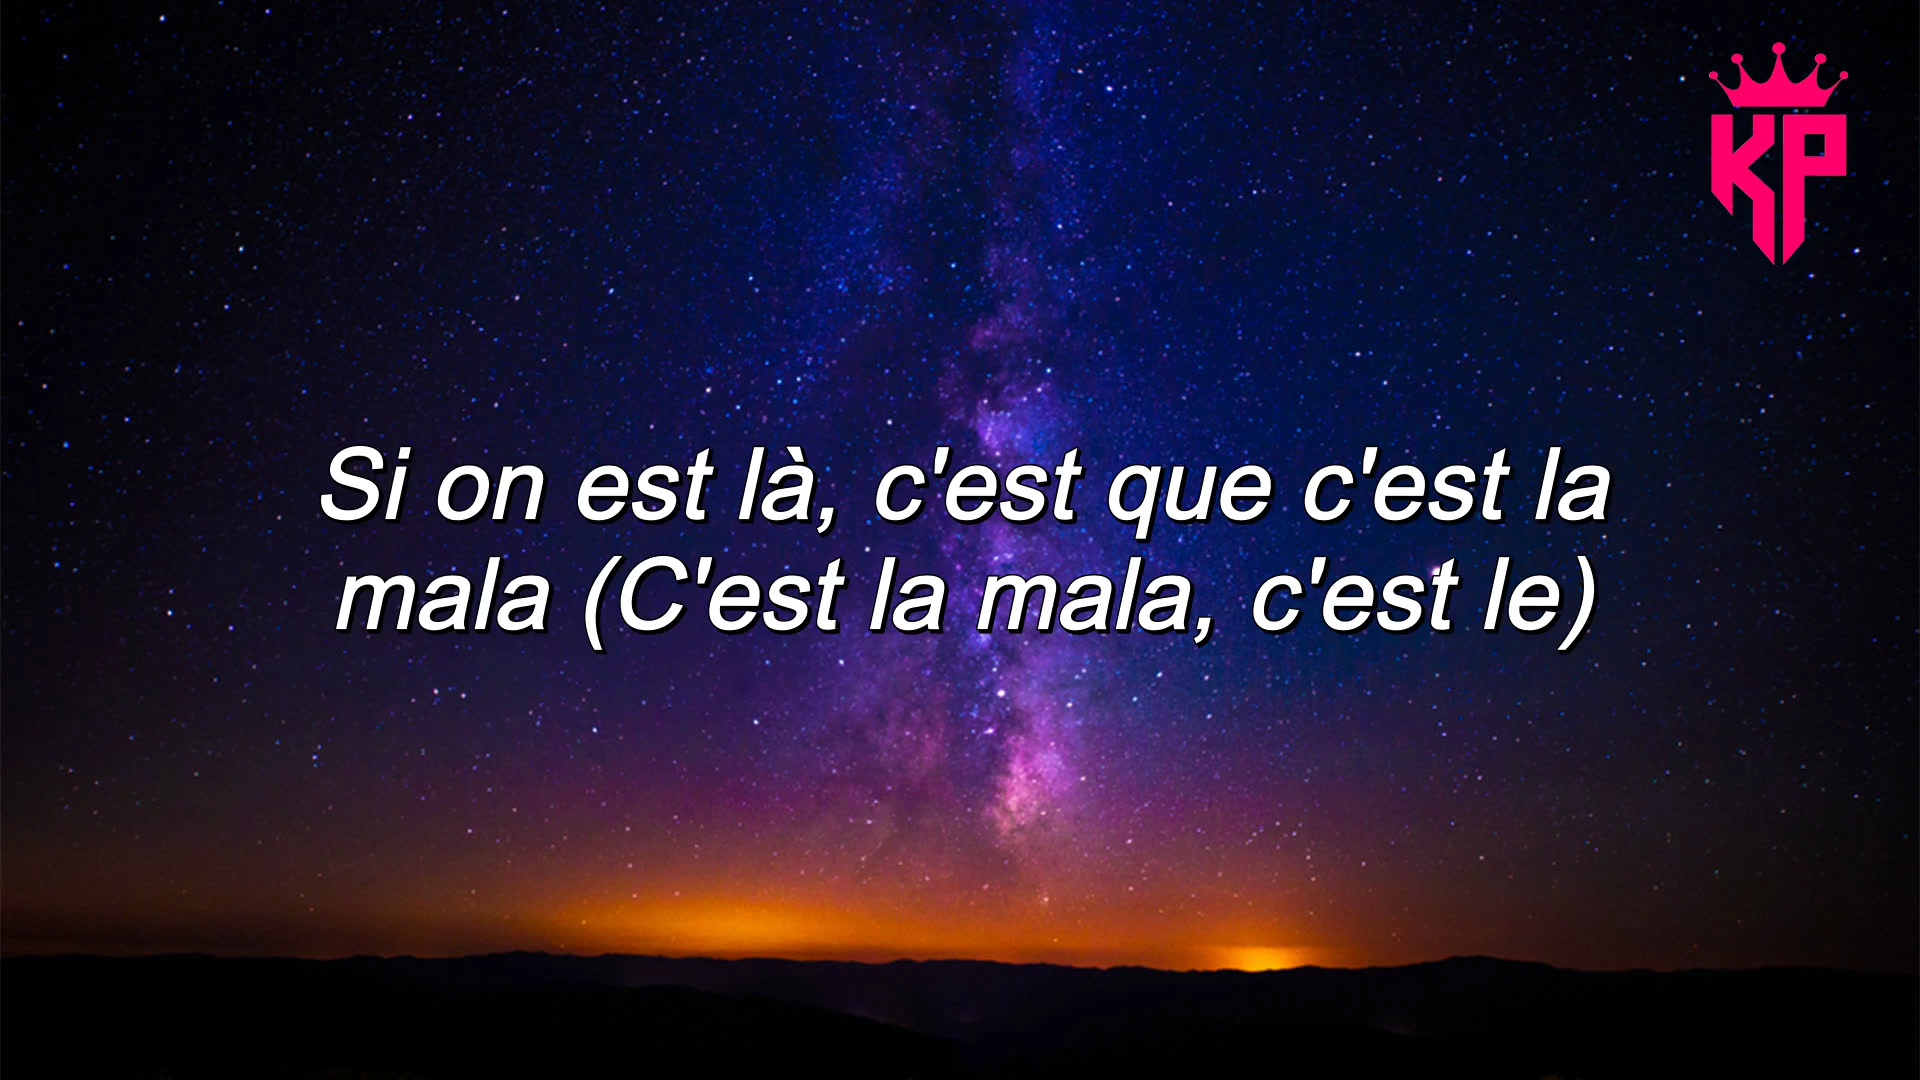 KP
Si on est là, c'est que c'est la
mala (C'est la mala, c'est le)